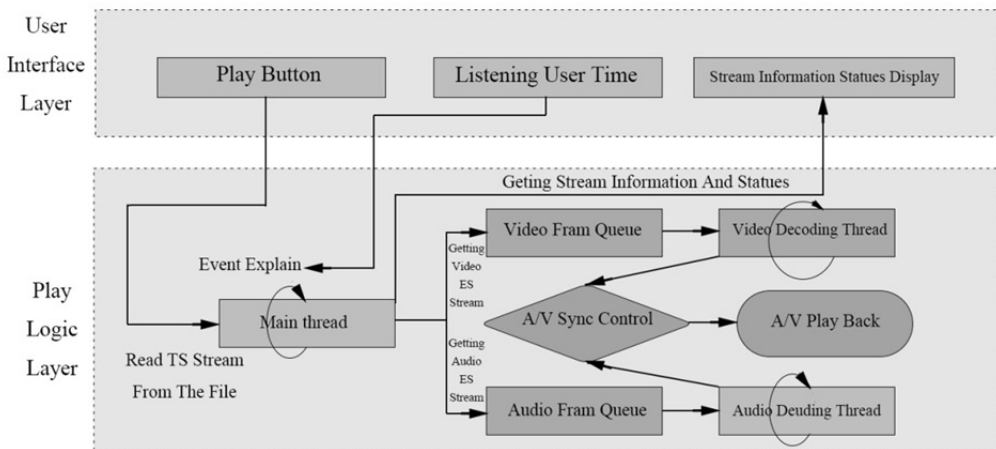 User
Interface
Layer
Play Button
Listening User Time
Stream Information Statues Display
Geting Stream Information And Statues
Play
Logic
Layer
Event Explain
Main thread
Read TS Stream
From The File
Getting
Video
ES
Stream
Getting
Audio
ES
Stream
Video Fram Queue
Video Decoding Thread
A/V Sync Control
A/V Play Back
Audio Fram Queue
Audio Deuding Thread